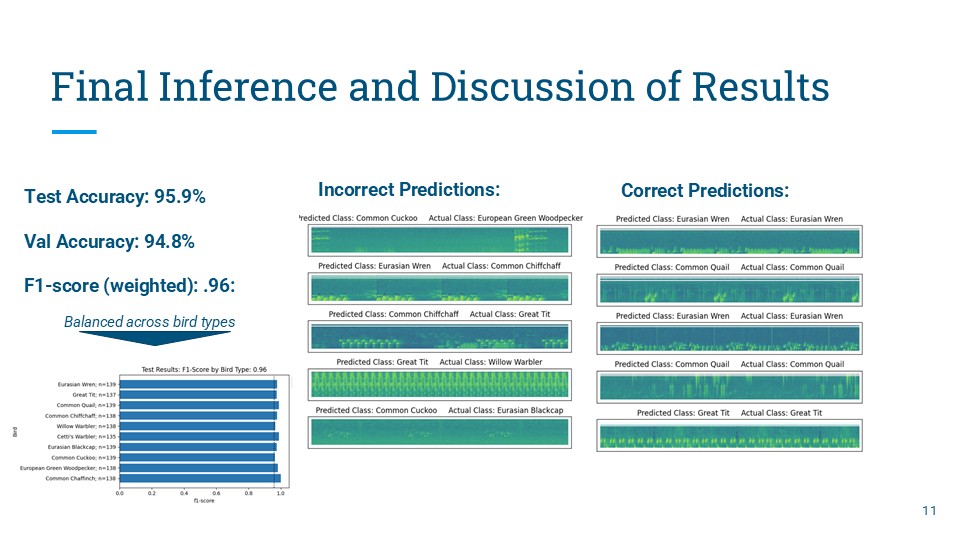 Final Inference and Discussion of Results
Test Accuracy: 95.9%
Val Accuracy: 94.8%
F1-score (weighted): .96:
Balanced across bird types
Test Results: F1-Score by Bird Type: 0.96
Bird
Eurasian Wren; n=139
Great Tit; n=137
Common Quail; n=139
Common Chiffchaff; n=138
Willow Warbler; n=138
Cetti's Warbler; n=135
Eurasian Blackcap; n=139
Common Cuckoo; n=139
European Green Woodpecker; n=138
Common Chaffinch; n=138
0.0 0.2 0.4 0.6 0.8 1.0
f1-score
Incorrect Predictions:
Predicted Class: Common Cuckoo Actual Class: European Green Woodpecker
Predicted Class: Eurasian Wren Actual Class: Common Chiffchaff
Predicted Class: Common Chiffchaff Actual Class: Great Tit
Predicted Class: Great Tit Actual Class: Willow Warbler
Predicted Class: Common Cuckoo Actual Class: Eurasian Blackcap
Correct Predictions:
Predicted Class: Eurasian Wren Actual Class: Eurasian Wren
Predicted Class: Common Quail Actual Class: Common Quail
Predicted Class: Eurasian Wren Actual Class: Eurasian Wren
Predicted Class: Common Quail Actual Class: Common Quail
Predicted Class: Great Tit Actual Class: Great Tit
11